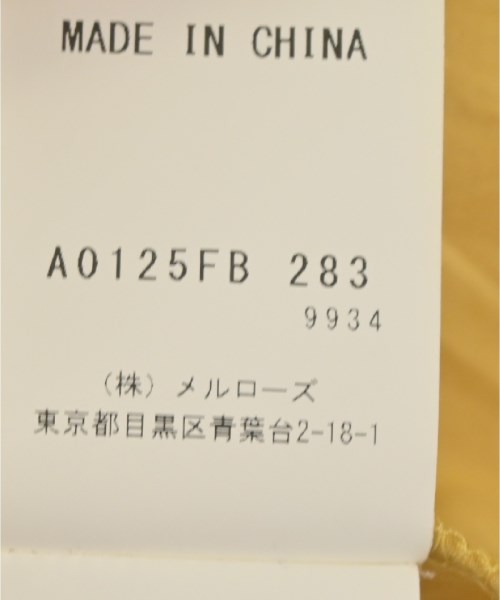 MADE IN CHINA
A0125FB 283
9934
(株) メルローズ
東京都目黒区青葉台2-18-1